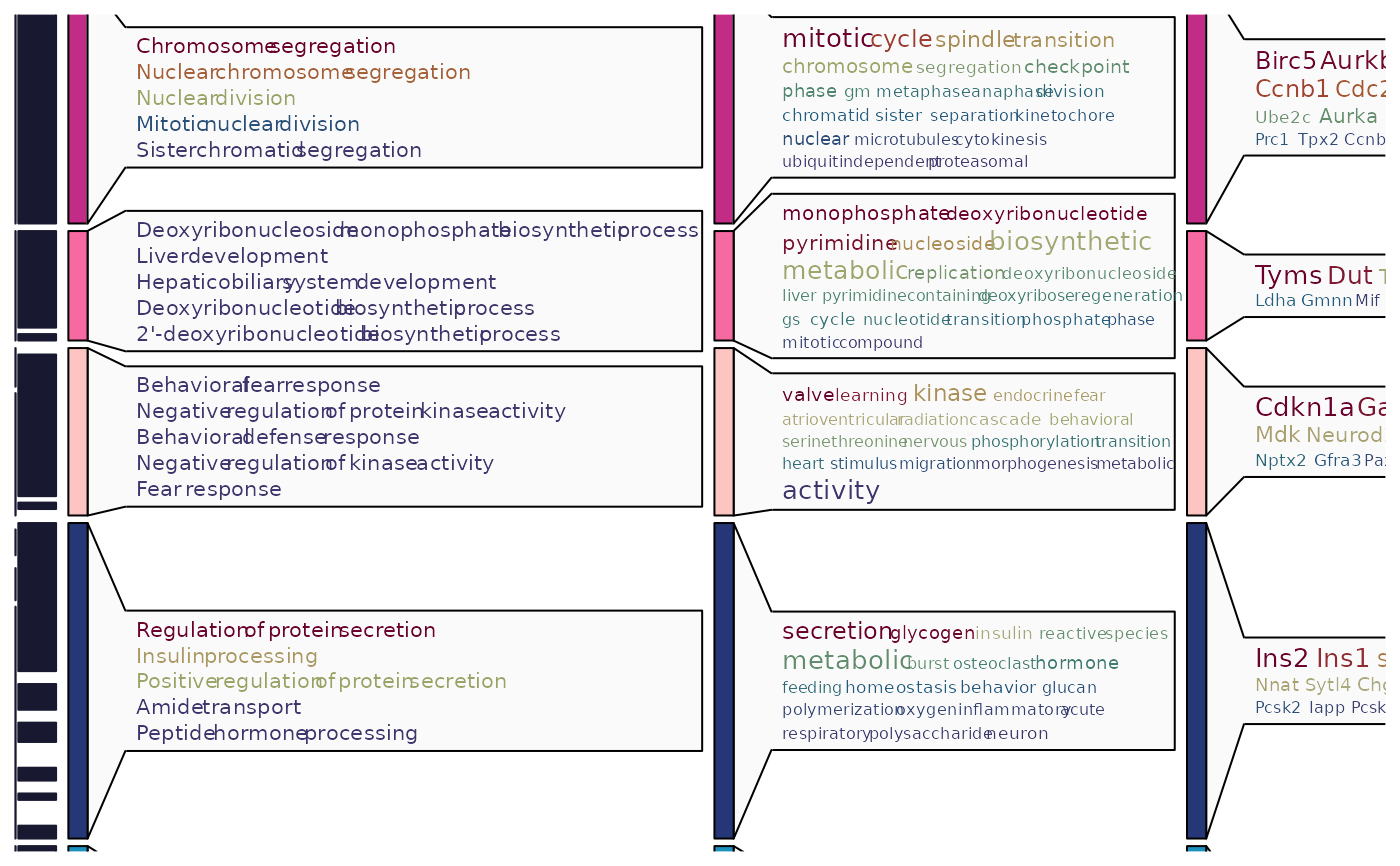 Chromosome segregation
Nuclear chromosome segregation
Nuclear division
Mitotic nuclear division
Sister chromatid segregation
mitotic cycle spindle transition
chromosome segregation checkpoint
phase gm metaphaseanaphase division
chromatid sister separation kinetochore
nuclear microtubules cytokinesis
ubiquitindependent proteasomal
Birc5 Aurkb
Ccnb1 Cdc2
Ube2c Aurka
Prc1 Tpx2 Ccnb
Deoxyribonucleoside monophosphate biosynthetic process
Liver development
Hepaticobiliary system development
Deoxyribonucleotide biosynthetic process
2'-deoxyribonucleotide biosynthetic process
monophosphate deoxyribonucleotide
pyrimidine nucleoside biosynthetic
metabolic replication deoxyribonucleoside
liver pyrimidinecontaining deoxyribose regeneration
gs cycle nucleotide transition phosphate phase
mitotic compound
Tyms Dut T
Ldha Gmnn Mif
Behavioral fear response
Negative regulation of protein kinase activity
Behavioral defense response
Negative regulation of kinase activity
Fear response
valve learning kinase endocrine fear
atrioventricular radiation cascade behavioral
serinethreonine nervous phosphorylation transition
heart stimulus migration morphogenesis metabolic
activity
Cdkn1a Ga
Mdk Neurod
Nptx2 Gfra3 Pa
Regulation of protein secretion
Insulin processing
Positive regulation of protein secretion
Amide transport
Peptide hormone processing
secretion glycogen insulin reactive species
metabolic burst osteoclast hormone
feeding homeostasis behavior glucan
polymerization oxygen inflammatory acute
respiratory polysaccharide neuron
Ins2 Ins1 s
Nnat Sytl4 Chg
Pcsk2 Iapp Pcsk